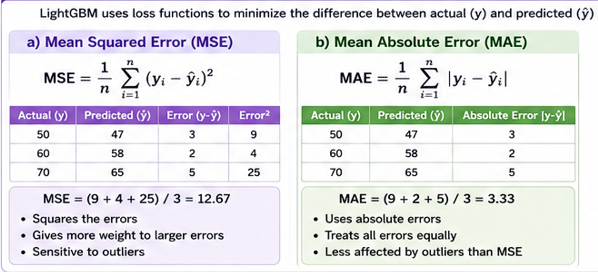 LightGBM uses loss functions to minimize the difference between actual (y) and predicted (ŷ)
a) Mean Squared Error (MSE)
MSE = 1/n n∑i=1 (yi − ŷi)²
Actual (y) Predicted (ŷ) Error (y-ŷ) Error²
50 47 3 9
60 58 2 4
70 65 5 25
MSE = (9 + 4 + 25) / 3 = 12.67
• Squares the errors
• Gives more weight to larger errors
• Sensitive to outliers
b) Mean Absolute Error (MAE)
MAE = 1/n n∑i=1 |yi − ŷi|
Actual (y) Predicted (ŷ) Absolute Error |y-ŷ|
50 47 3
60 58 2
70 65 5
MAE = (9 + 2 + 5) / 3 = 3.33
• Uses absolute errors
• Treats all errors equally
• Less affected by outliers than MSE